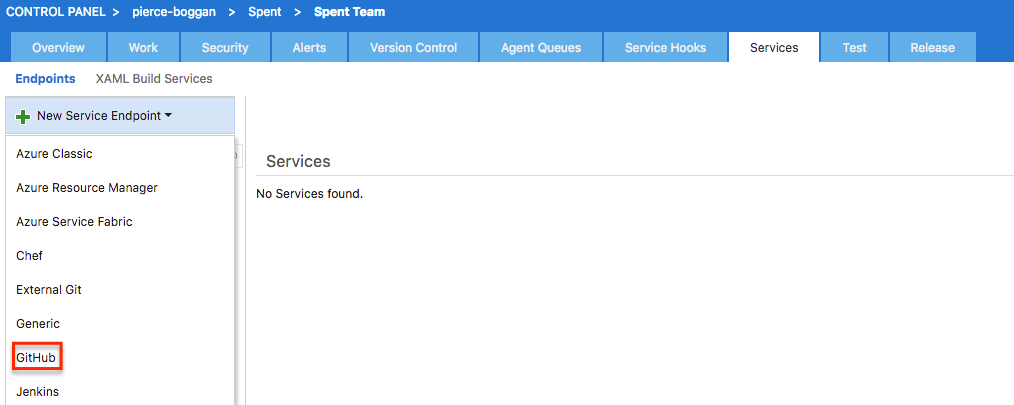 CONTROL PANEL > pierce-boggan > Spent > Spent Team
Overview Work Security Alerts Version Control Agent Queues Service Hooks Services Test Release
Endpoints XAML Build Services
New Service Endpoint
Azure Classic
Azure Resource Manager
Azure Service Fabric
Chef
External Git
Generic
GitHub
Jenkins
Services
No Services found.